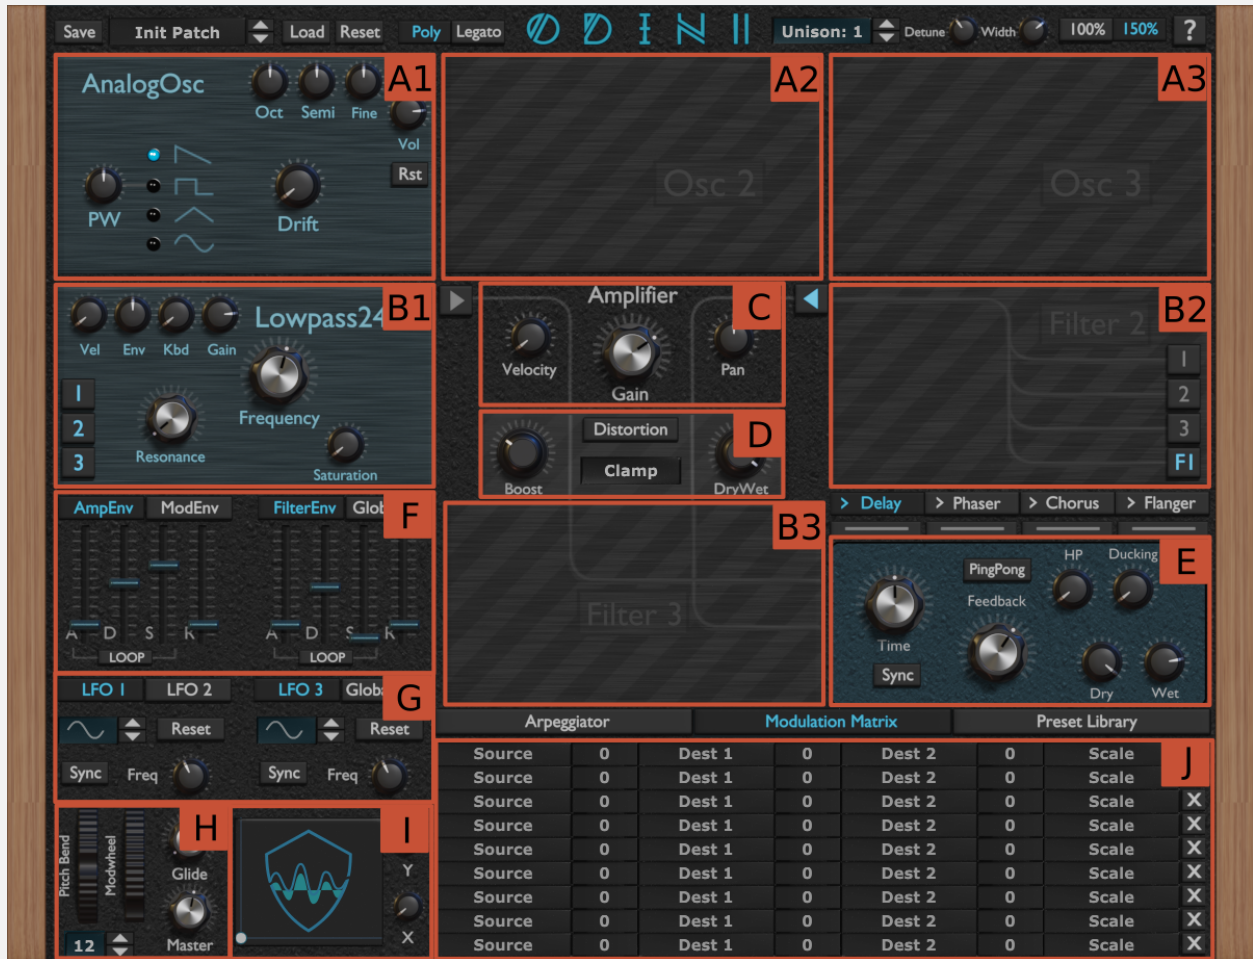 Save Init Patch Load Reset Poly Legato ODIN II Unison: 1 Detune Width 100% 150% ?
AnalogOsc
Oct Semi Fine
A1
Vol
Rst
PW
Drift
A2
Osc 2
A3
Osc 3
B1
Lowpass24
Vel Env Kbd Gain
1
2
3
Frequency
Resonance
Saturation
Amplifier
C
Velocity
Gain
Pan
Distortion
D
Clamp
Boost
DryWet
B2
Filter 2
1
2
3
F1
AmpEnv ModEnv FilterEnv
F
A D S R A D S R
LOOP LOOP
B3
Filter 3
> Delay > Phaser > Chorus > Flanger
E
HP Ducking
PingPong
Feedback
Time
Sync
Dry Wet
LFO 1 LFO 2 LFO 3
G
Reset Reset
Sync Freq Sync Freq
Pitch Bend
Modwheel
H
Glide
12
Master
I
Y
X
Arpeggiator Modulation Matrix Preset Library
J
Source 0 Dest 1 0 Dest 2 0 Scale
Source 0 Dest 1 0 Dest 2 0 Scale
Source 0 Dest 1 0 Dest 2 0 Scale X
Source 0 Dest 1 0 Dest 2 0 Scale X
Source 0 Dest 1 0 Dest 2 0 Scale X
Source 0 Dest 1 0 Dest 2 0 Scale X
Source 0 Dest 1 0 Dest 2 0 Scale X
Source 0 Dest 1 0 Dest 2 0 Scale X
Source 0 Dest 1 0 Dest 2 0 Scale X